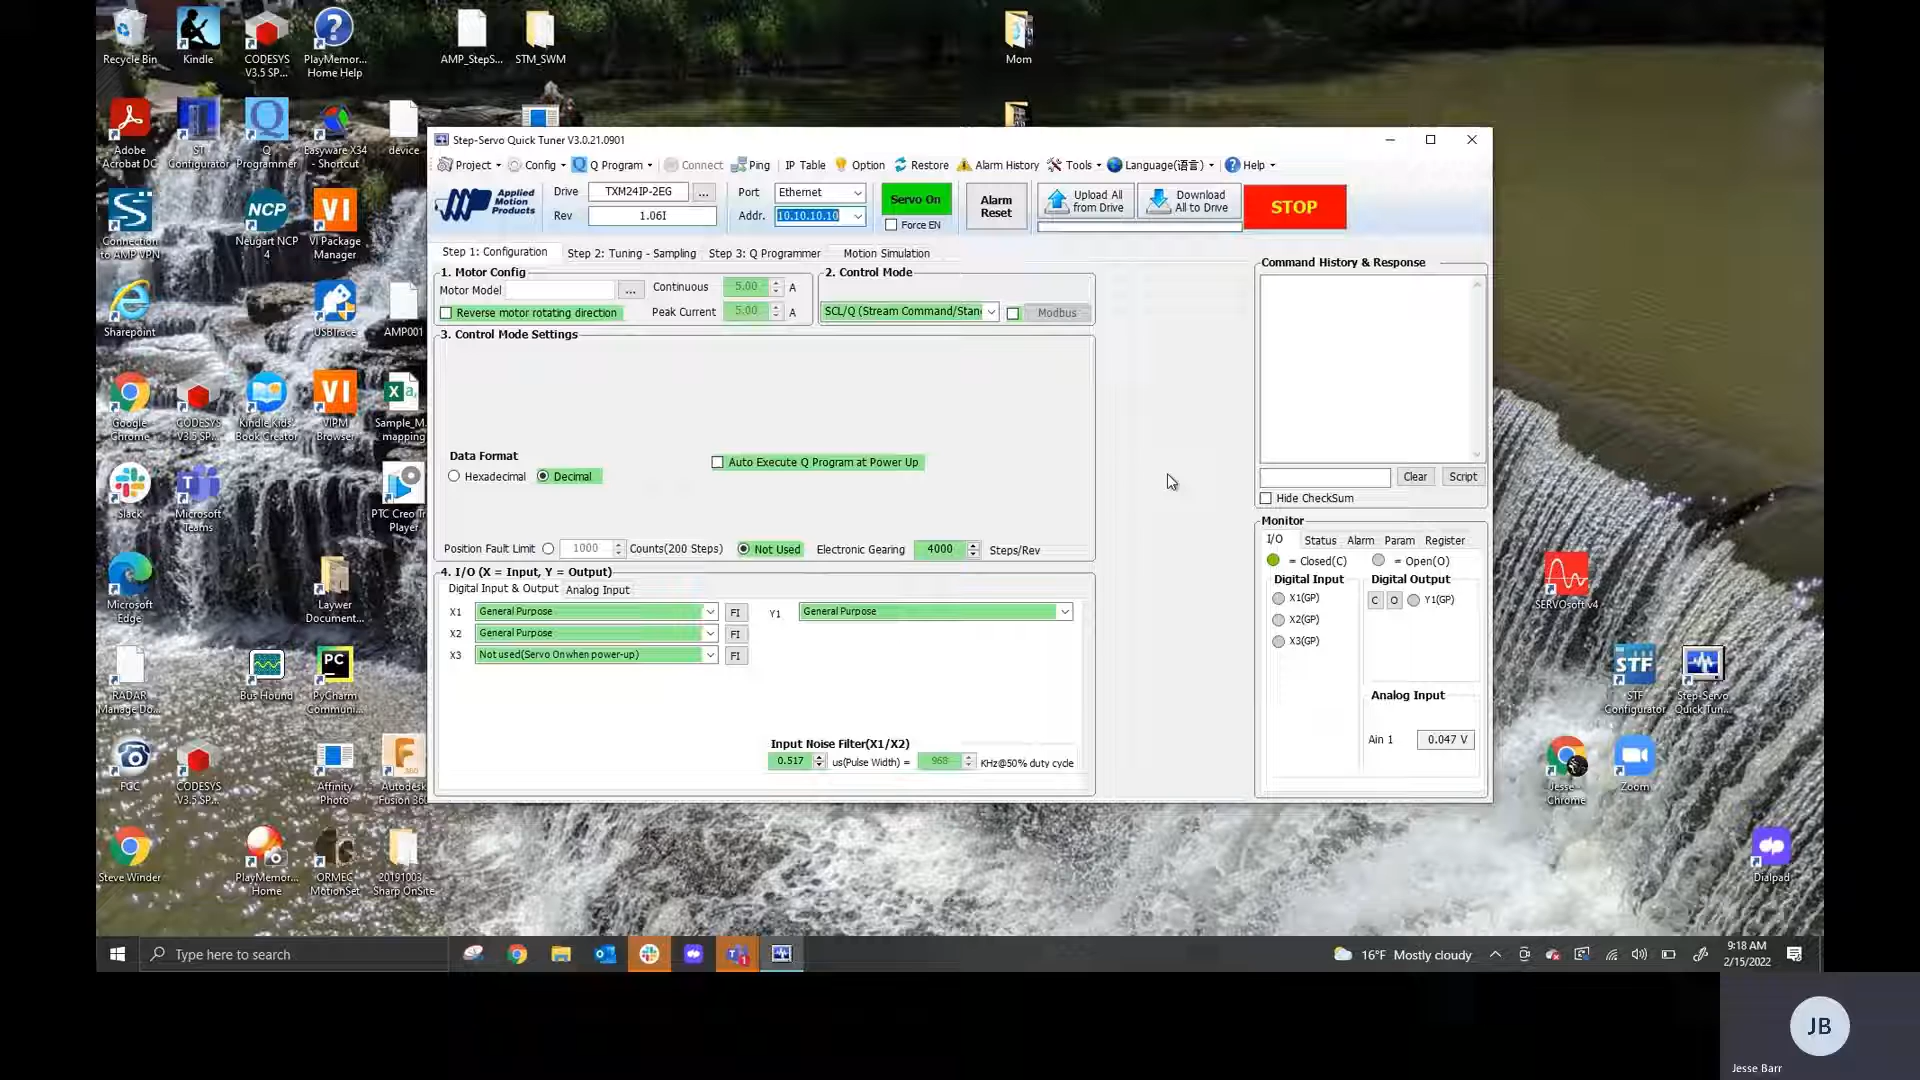 Recycle Bin
Kindle
CODESYS
V3.5 SP...
PlayMemor...
Home Help
AMP_StepS...
STM_SWM
Mom
Adobe
Acrobat DC
ST
Configurator
Q
Programmer
Easyware X34
- Shortcut
device
Connection
to AMP VPN
NCP
Neugart NCP
4
VI
VI Package
Manager
Sharepoint
USBTrace
AMP001
Google
Chrome
CODESYS
V3.5 SP...
Kindle Kids'
Book Creator
VI
VIPM
Browser
Sample_M...
mapping
Slack
Microsoft
Teams
PTC Creo
Player
Microsoft
Edge
Laywer
Document...
RADAR
Manage Do...
Bus Hound
PC
PyCharm
Communi...
CODESYS
V3.5 SP...
Affinity
Photo
Autodesk
Fusion 360
Steve Winder
PlayMemor...
Home
ORMEC
MotionSet
20191003
Sharp OnSite
Step-Servo Quick Tuner V3.0.21.0901
Project
Config
Q Program
Connect
Ping
IP Table
Option
Restore
Alarm History
Tools
Language(语言)
Help
Applied
Motion
Products
Drive
TXM24IP-2EG
...
Rev
1.06I
Port
Ethernet
Addr.
10.10.10.10
Servo On
Force EN
Alarm
Reset
Upload All
from Drive
Download
All to Drive
STOP
Step 1: Configuration
Step 2: Tuning - Sampling
Step 3: Q Programmer
Motion Simulation
1. Motor Config
Motor Model
...
Continuous
5.00
A
Reverse motor rotating direction
Peak Current
5.00
A
2. Control Mode
SCL/Q (Stream Command/Stan
Modbus
3. Control Mode Settings
Data Format
Hexadecimal
Decimal
Auto Execute Q Program at Power Up
Position Fault Limit
1000
Counts(200 Steps)
Not Used
Electronic Gearing
4000
Steps/Rev
4. I/O (X = Input, Y = Output)
Digital Input & Output
Analog Input
X1
General Purpose
FI
Y1
General Purpose
X2
General Purpose
FI
X3
Not used(Servo On when power-up)
FI
Input Noise Filter(X1/X2)
0.517
us(Pulse Width) =
968
KHz@50% duty cycle
Command History & Response
Clear
Script
Hide CheckSum
Monitor
I/O
Status
Alarm
Param
Register
= Closed(C)
= Open(O)
Digital Input
Digital Output
X1(GP)
C
O
Y1(GP)
X2(GP)
X3(GP)
Analog Input
Ain 1
0.047 V
SERVOsoft v4
STF
STF
Configurator
Step-Servo
Quick Tun...
Jesse -
Chrome
Zoom
Dialpad
Type here to search
16°F Mostly cloudy
9:18 AM
2/15/2022
JB
Jesse Barr